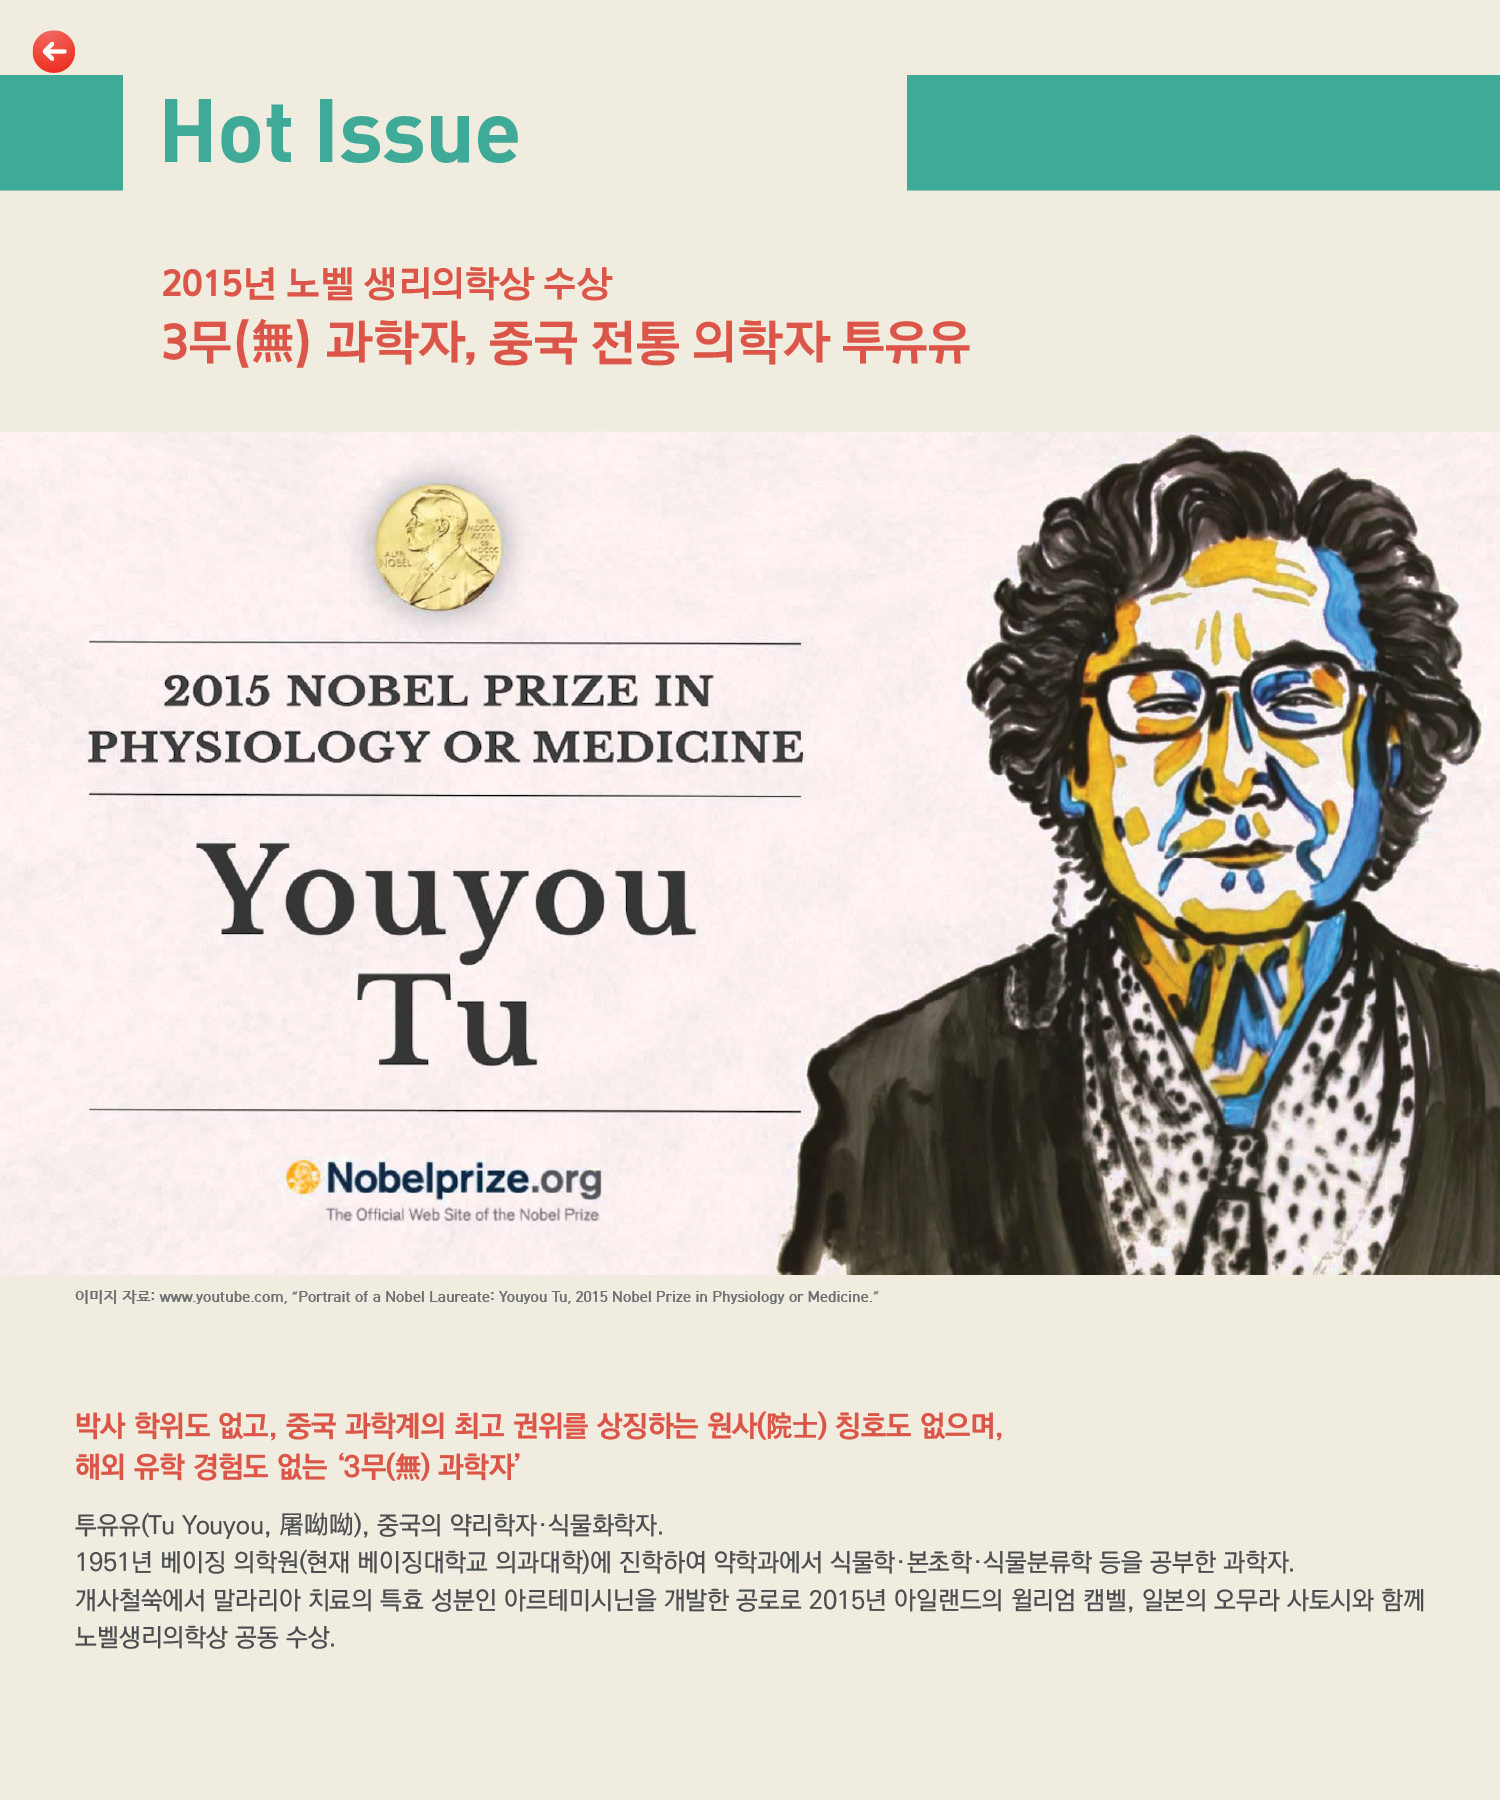 Hot Issue
2015년 노벨 생리의학상 수상
3무(無) 과학자, 중국 전통 의학자 투유유
ALFR.
NOBEL
NAT.
MDCCC
XXXIII
OB.
MDCCC
XCVI
2015 NOBEL PRIZE IN
PHYSIOLOGY OR MEDICINE
Youyou
Tu
Nobelprize.org
The Official Web Site of the Nobel Prize
이미지 자료: www.youtube.com, “Portrait of a Nobel Laureate: Youyou Tu, 2015 Nobel Prize in Physiology or Medicine.”
박사 학위도 없고, 중국 과학계의 최고 권위를 상징하는 원사(院士) 칭호도 없으며,
해외 유학 경험도 없는 ‘3무(無) 과학자’
투유유(Tu Youyou, 屠呦呦), 중국의 약리학자·식물화학자.
1951년 베이징 의학원(현재 베이징대학교 의과대학)에 진학하여 약학과에서 식물학·본초학·식물분류학 등을 공부한 과학자.
개사철쑥에서 말라리아 치료의 특효 성분인 아르테미시닌을 개발한 공로로 2015년 아일랜드의 윌리엄 캠벨, 일본의 오무라 사토시와 함께
노벨생리의학상 공동 수상.